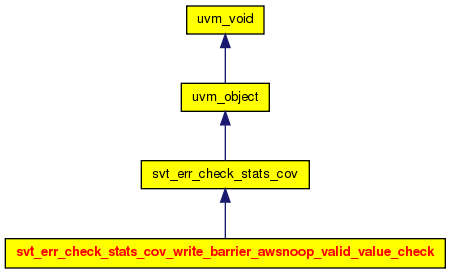 uvm_void
uvm_object
svt_err_check_stats_cov
svt_err_check_stats_cov_write_barrier_awsnoop_valid_value_check